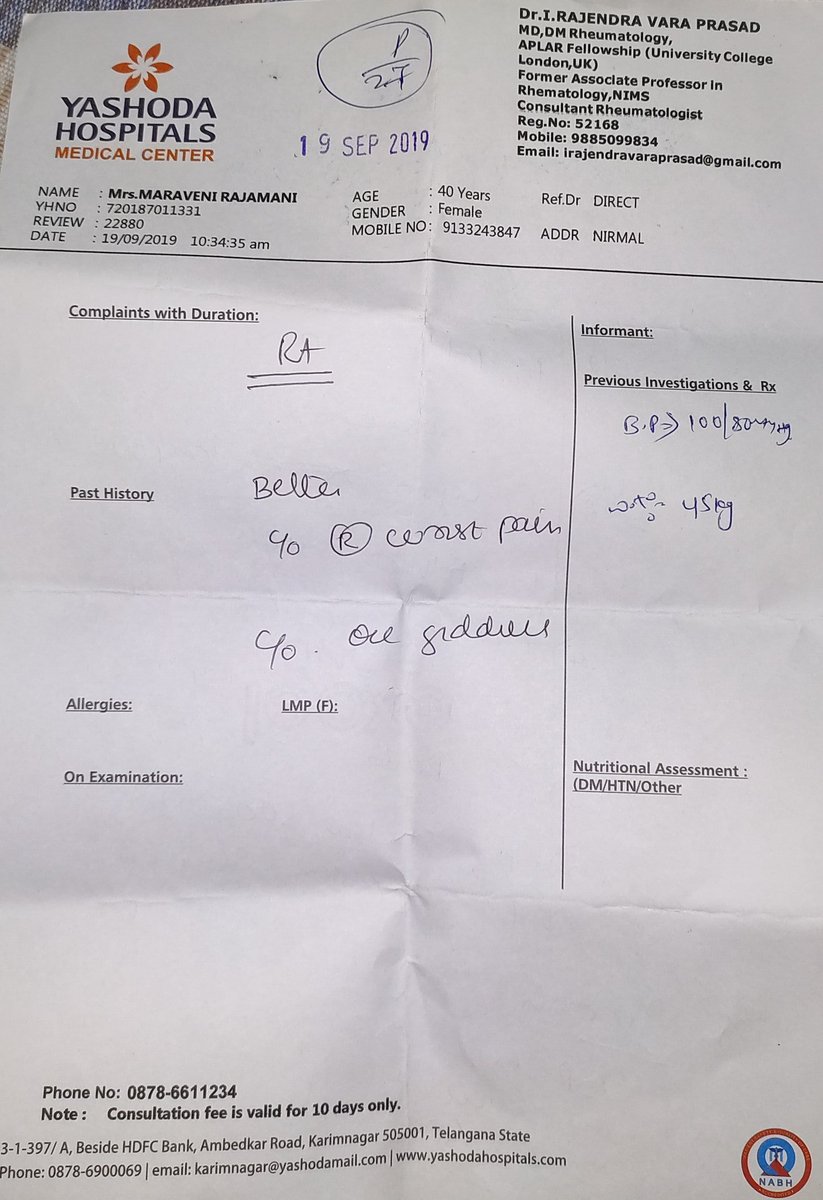 YASHODA
HOSPITALS
MEDICAL CENTER
P
27
19 SEP 2019
Dr.I.RAJENDRA VARA PRASAD
MD,DM Rheumatology,
APLAR Fellowship (University College
London,UK)
Former Associate Professor In
Rhematology,NIMS
Consultant Rheumatologist
Reg.No: 52168
Mobile: 9885099834
Email: irajendravaraprasad@gmail.com
NAME : Mrs.MARAVENI RAJAMANI AGE : 40 Years Ref.Dr DIRECT
YHNO : 720187011331 GENDER : Female
REVIEW : 22880 MOBILE NO: 9133243847 ADDR NIRMAL
DATE : 19/09/2019 10:34:35 am
Complaints with Duration:
RA
Past History
Better
c/o R wrist pain
c/o. giddiness
Allergies: LMP (F):
On Examination:
Informant:
Previous Investigations & Rx
B.P⇒ 100/80mmHg
45kg
Nutritional Assessment :
(DM/HTN/Other
Phone No: 0878-6611234
Note : Consultation fee is valid for 10 days only.
3-1-397/ A, Beside HDFC Bank, Ambedkar Road, Karimnagar 505001, Telangana State
Phone: 0878-6900069 | email: karimnagar@yashodamail.com | www.yashodahospitals.com
NABH